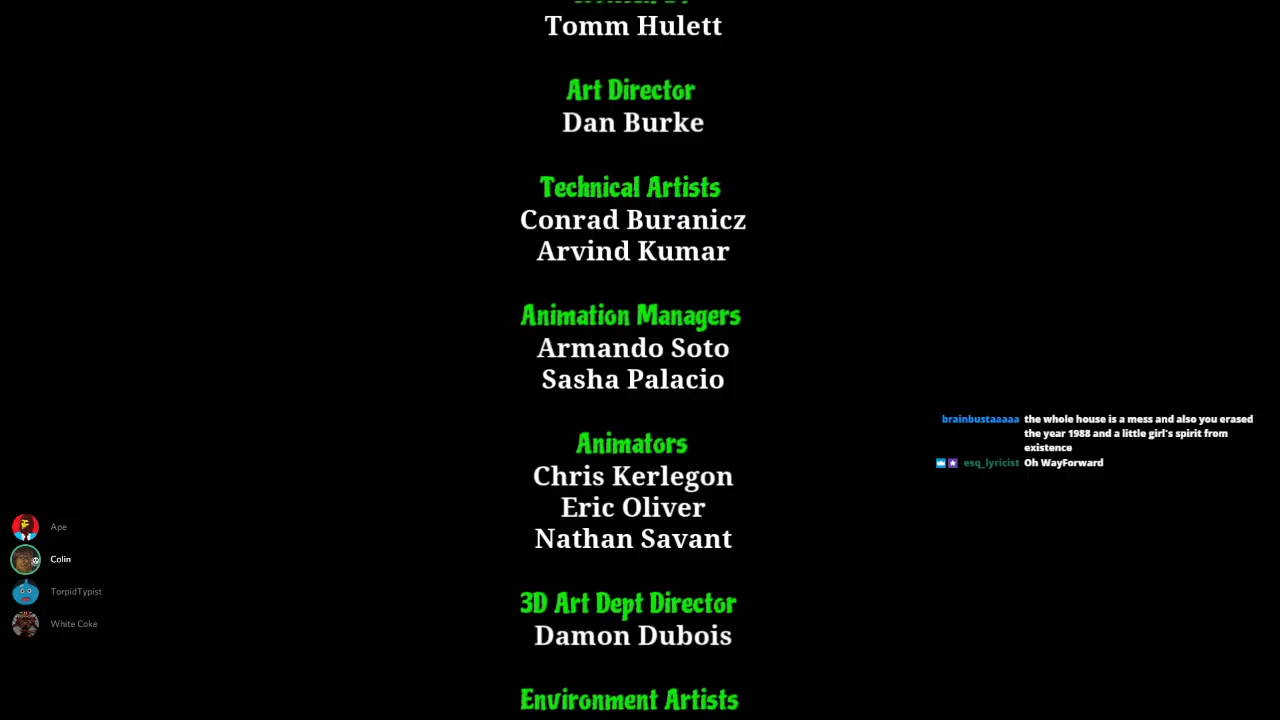 Tomm Hulett
Art Director
Dan Burke
Technical Artists
Conrad Buranicz
Arvind Kumar
Animation Managers
Armando Soto
Sasha Palacio
Animators
Chris Kerlegon
Eric Oliver
Nathan Savant
3D Art Dept Director
Damon Dubois
Environment Artists
brainbustaaaaa the whole house is a mess and also you erased
the year 1988 and a little girl's spirit from
existence
esq_lyricist Oh WayForward
Ape
Colin
TorpidTypist
White Coke